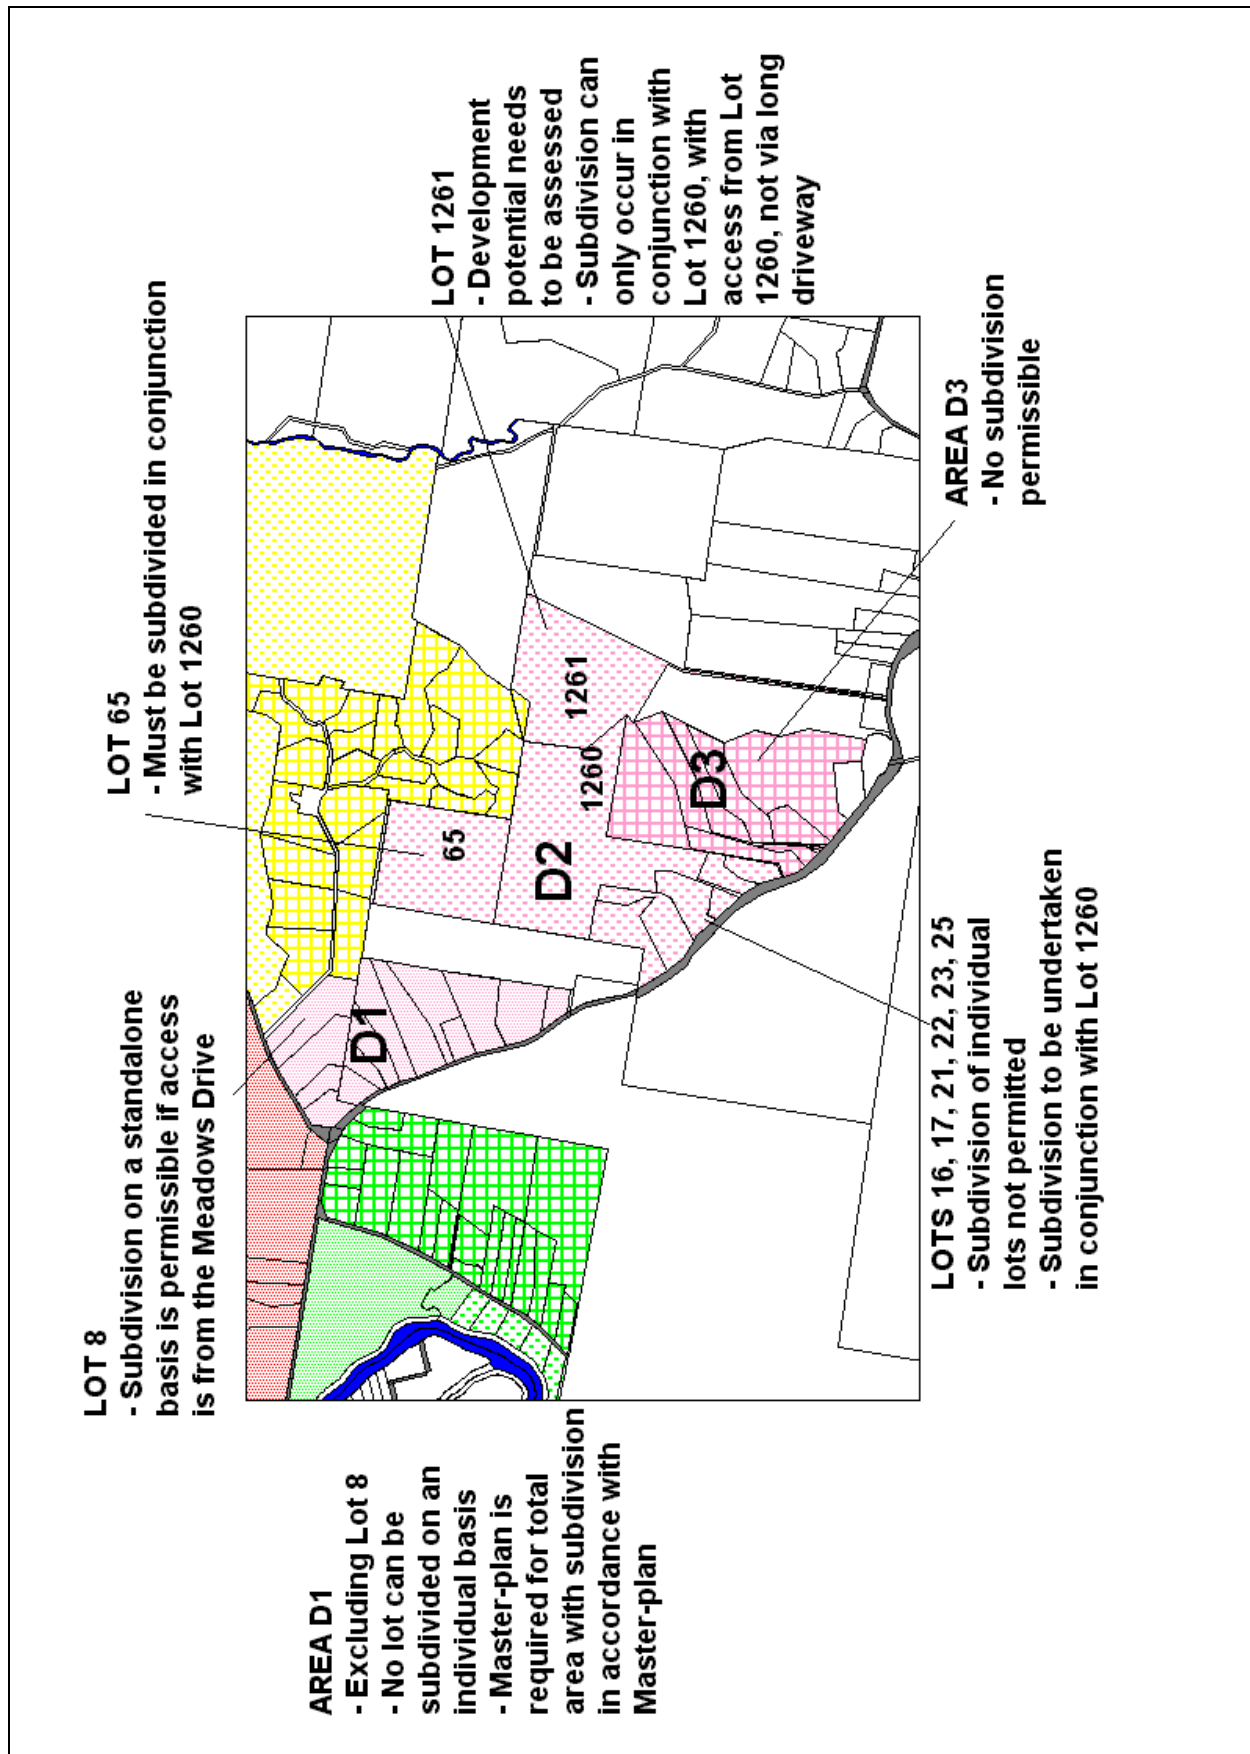 AREA D1
- Excluding Lot 8
- No lot can be
subdivided on an
individual basis
- Master-plan is
required for total
area with subdivision
in accordance with
Master-plan
LOT 8
- Subdivision on a standalone
basis is permissible if access
is from the Meadows Drive
LOT 65
- Must be subdivided in conjunction
with Lot 1260
LOT 1261
- Development
potential needs
to be assessed
- Subdivision can
only occur in
conjunction with
Lot 1260, with
access from Lot
1260, not via long
driveway
D1
65
D2
1260
1261
D3
LOTS 16, 17, 21, 22, 23, 25
- Subdivision of individual
lots not permitted
- Subdivision to be undertaken
in conjunction with Lot 1260
AREA D3
- No subdivision
permissible